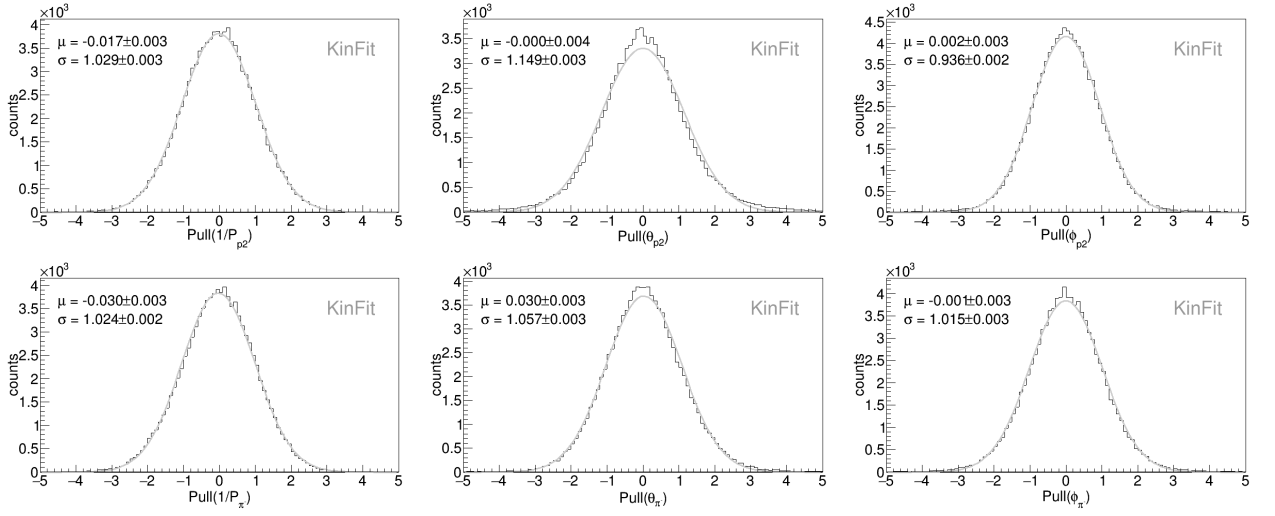 ×10³
4
3.5
3
2.5
2
1.5
1
0.5
0
counts
μ = -0.017±0.003
σ = 1.029±0.003
KinFit
−5 −4 −3 −2 −1 0 1 2 3 4 5
Pull(1/P_p2)
×10³
3.5
3
2.5
2
1.5
1
0.5
0
counts
μ = -0.000±0.004
σ = 1.149±0.003
KinFit
−5 −4 −3 −2 −1 0 1 2 3 4 5
Pull(θ_p2)
×10³
4.5
4
3.5
3
2.5
2
1.5
1
0.5
0
counts
μ = 0.002±0.003
σ = 0.936±0.002
KinFit
−5 −4 −3 −2 −1 0 1 2 3 4 5
Pull(ϕ_p2)
×10³
4
3.5
3
2.5
2
1.5
1
0.5
0
counts
μ = -0.030±0.003
σ = 1.024±0.002
KinFit
−5 −4 −3 −2 −1 0 1 2 3 4 5
Pull(1/P_π)
×10³
4
3.5
3
2.5
2
1.5
1
0.5
0
counts
μ = 0.030±0.003
σ = 1.057±0.003
KinFit
−5 −4 −3 −2 −1 0 1 2 3 4 5
Pull(θ_π)
×10³
4
3.5
3
2.5
2
1.5
1
0.5
0
counts
μ = -0.001±0.003
σ = 1.015±0.003
KinFit
−5 −4 −3 −2 −1 0 1 2 3 4 5
Pull(ϕ_π)